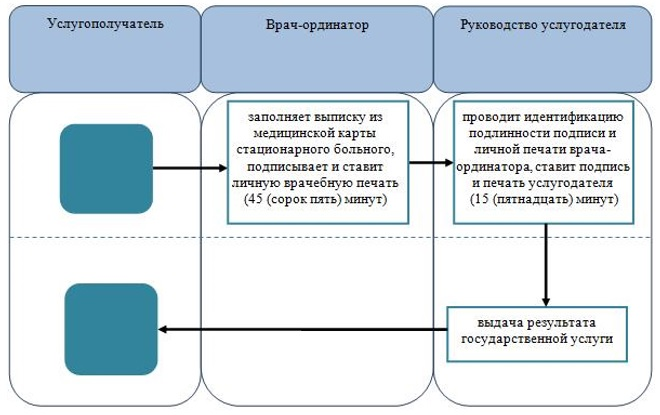 Услугополучатель
Врач-ординатор
Руководство услугодателя
заполняет выписку из
медицинской карты
стационарного больного,
подписывает и ставит
личную врачебную печать
(45 (сорок пять) минут)
проводит идентификацию
подлинности подписи и
личной печати врача-
ординатора, ставит подпись
и печать услугодателя
(15 (пятнадцать) минут)
выдача результата
государственной услуги